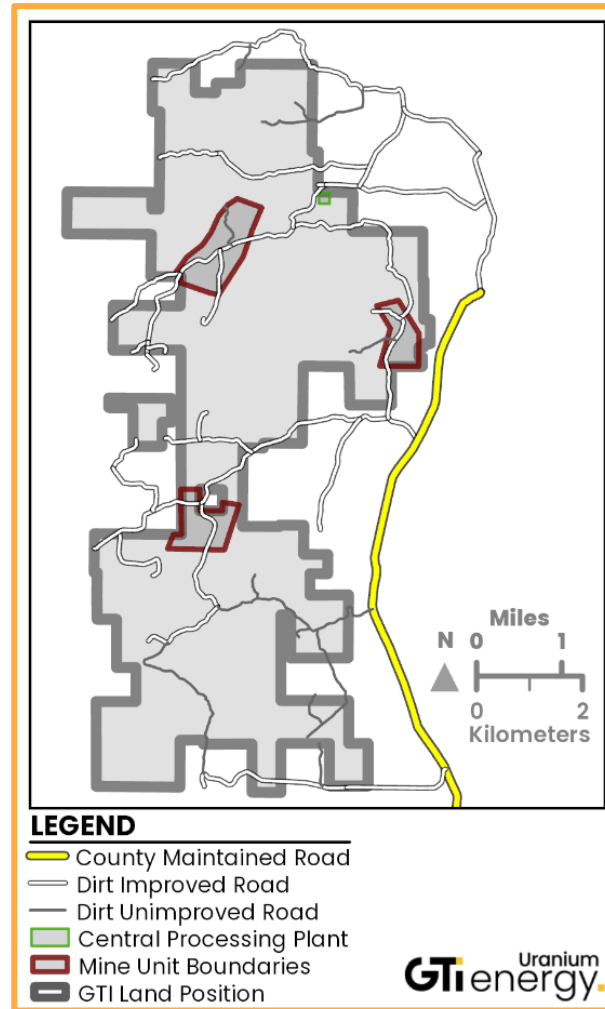 Miles
N 0 1
0 2
Kilometers
LEGEND
County Maintained Road
Dirt Improved Road
Dirt Unimproved Road
Central Processing Plant
Mine Unit Boundaries
GTI Land Position
GTi Uranium
energy.